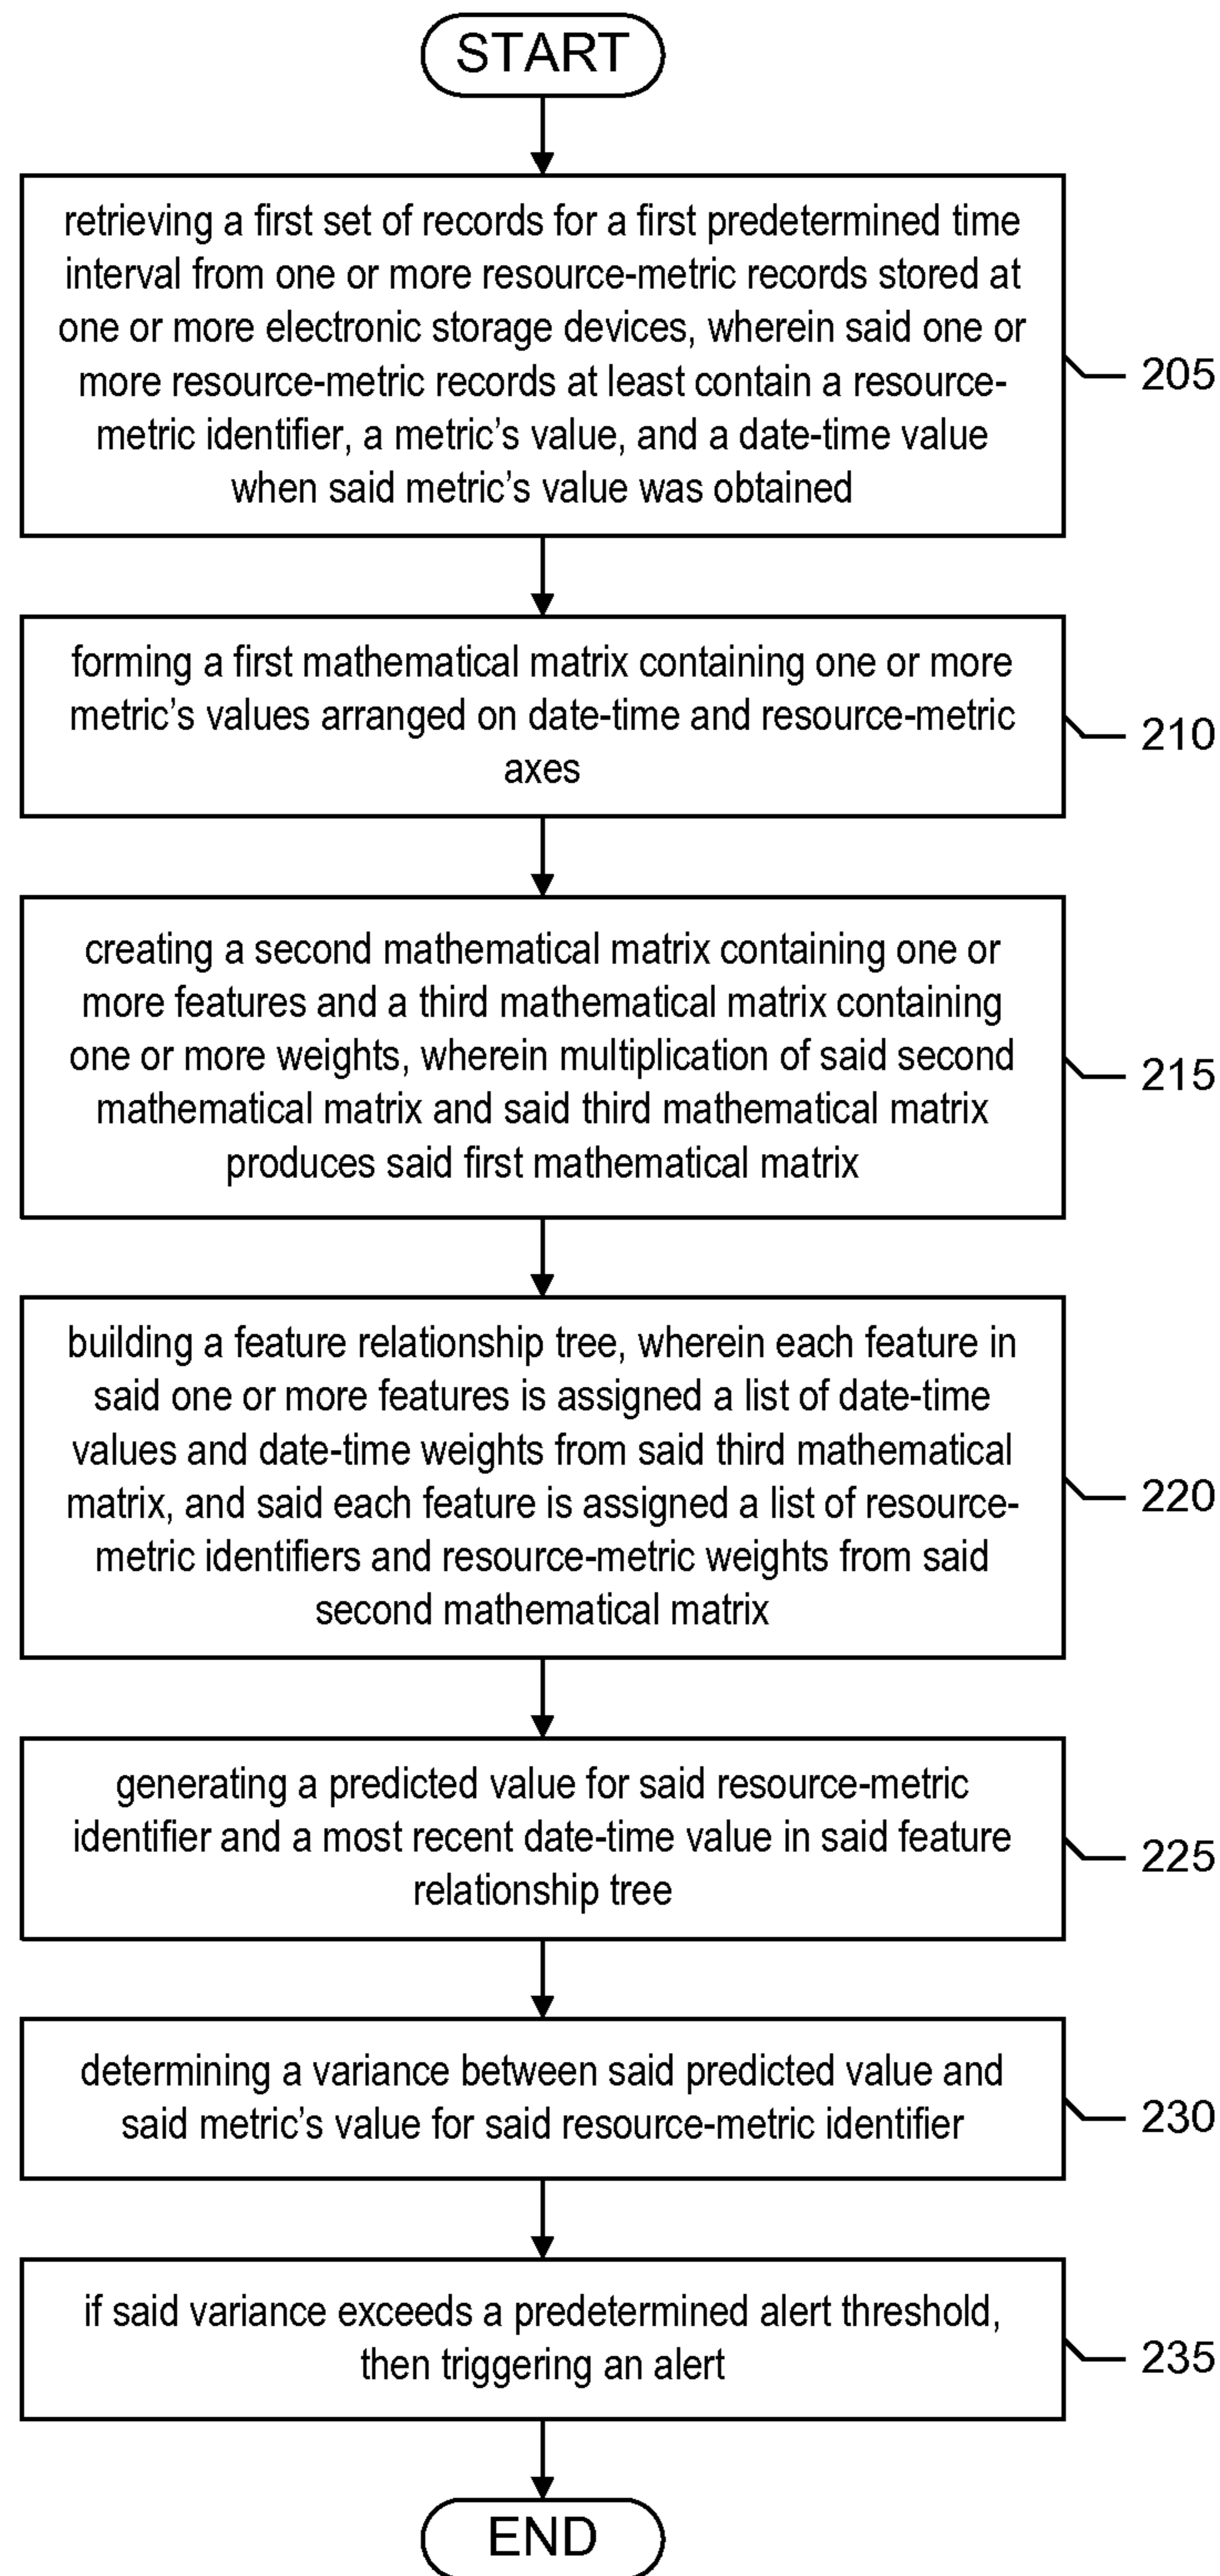 START
retrieving a first set of records for a first predetermined time
interval from one or more resource-metric records stored at
one or more electronic storage devices, wherein said one or
more resource-metric records at least contain a resource-
metric identifier, a metric's value, and a date-time value
when said metric's value was obtained
205
forming a first mathematical matrix containing one or more
metric's values arranged on date-time and resource-metric
axes
210
creating a second mathematical matrix containing one or
more features and a third mathematical matrix containing
one or more weights, wherein multiplication of said second
mathematical matrix and said third mathematical matrix
produces said first mathematical matrix
215
building a feature relationship tree, wherein each feature in
said one or more features is assigned a list of date-time
values and date-time weights from said third mathematical
matrix, and said each feature is assigned a list of resource-
metric identifiers and resource-metric weights from said
second mathematical matrix
220
generating a predicted value for said resource-metric
identifier and a most recent date-time value in said feature
relationship tree
225
determining a variance between said predicted value and
said metric's value for said resource-metric identifier
230
if said variance exceeds a predetermined alert threshold,
then triggering an alert
235
END